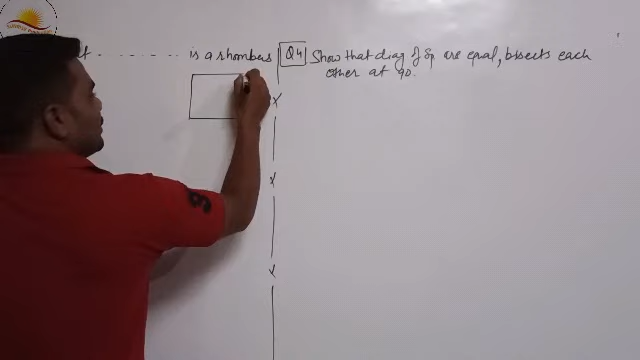 is a rhombus
Q4 Show that diag of sq are equal, bisects each
other at 90.